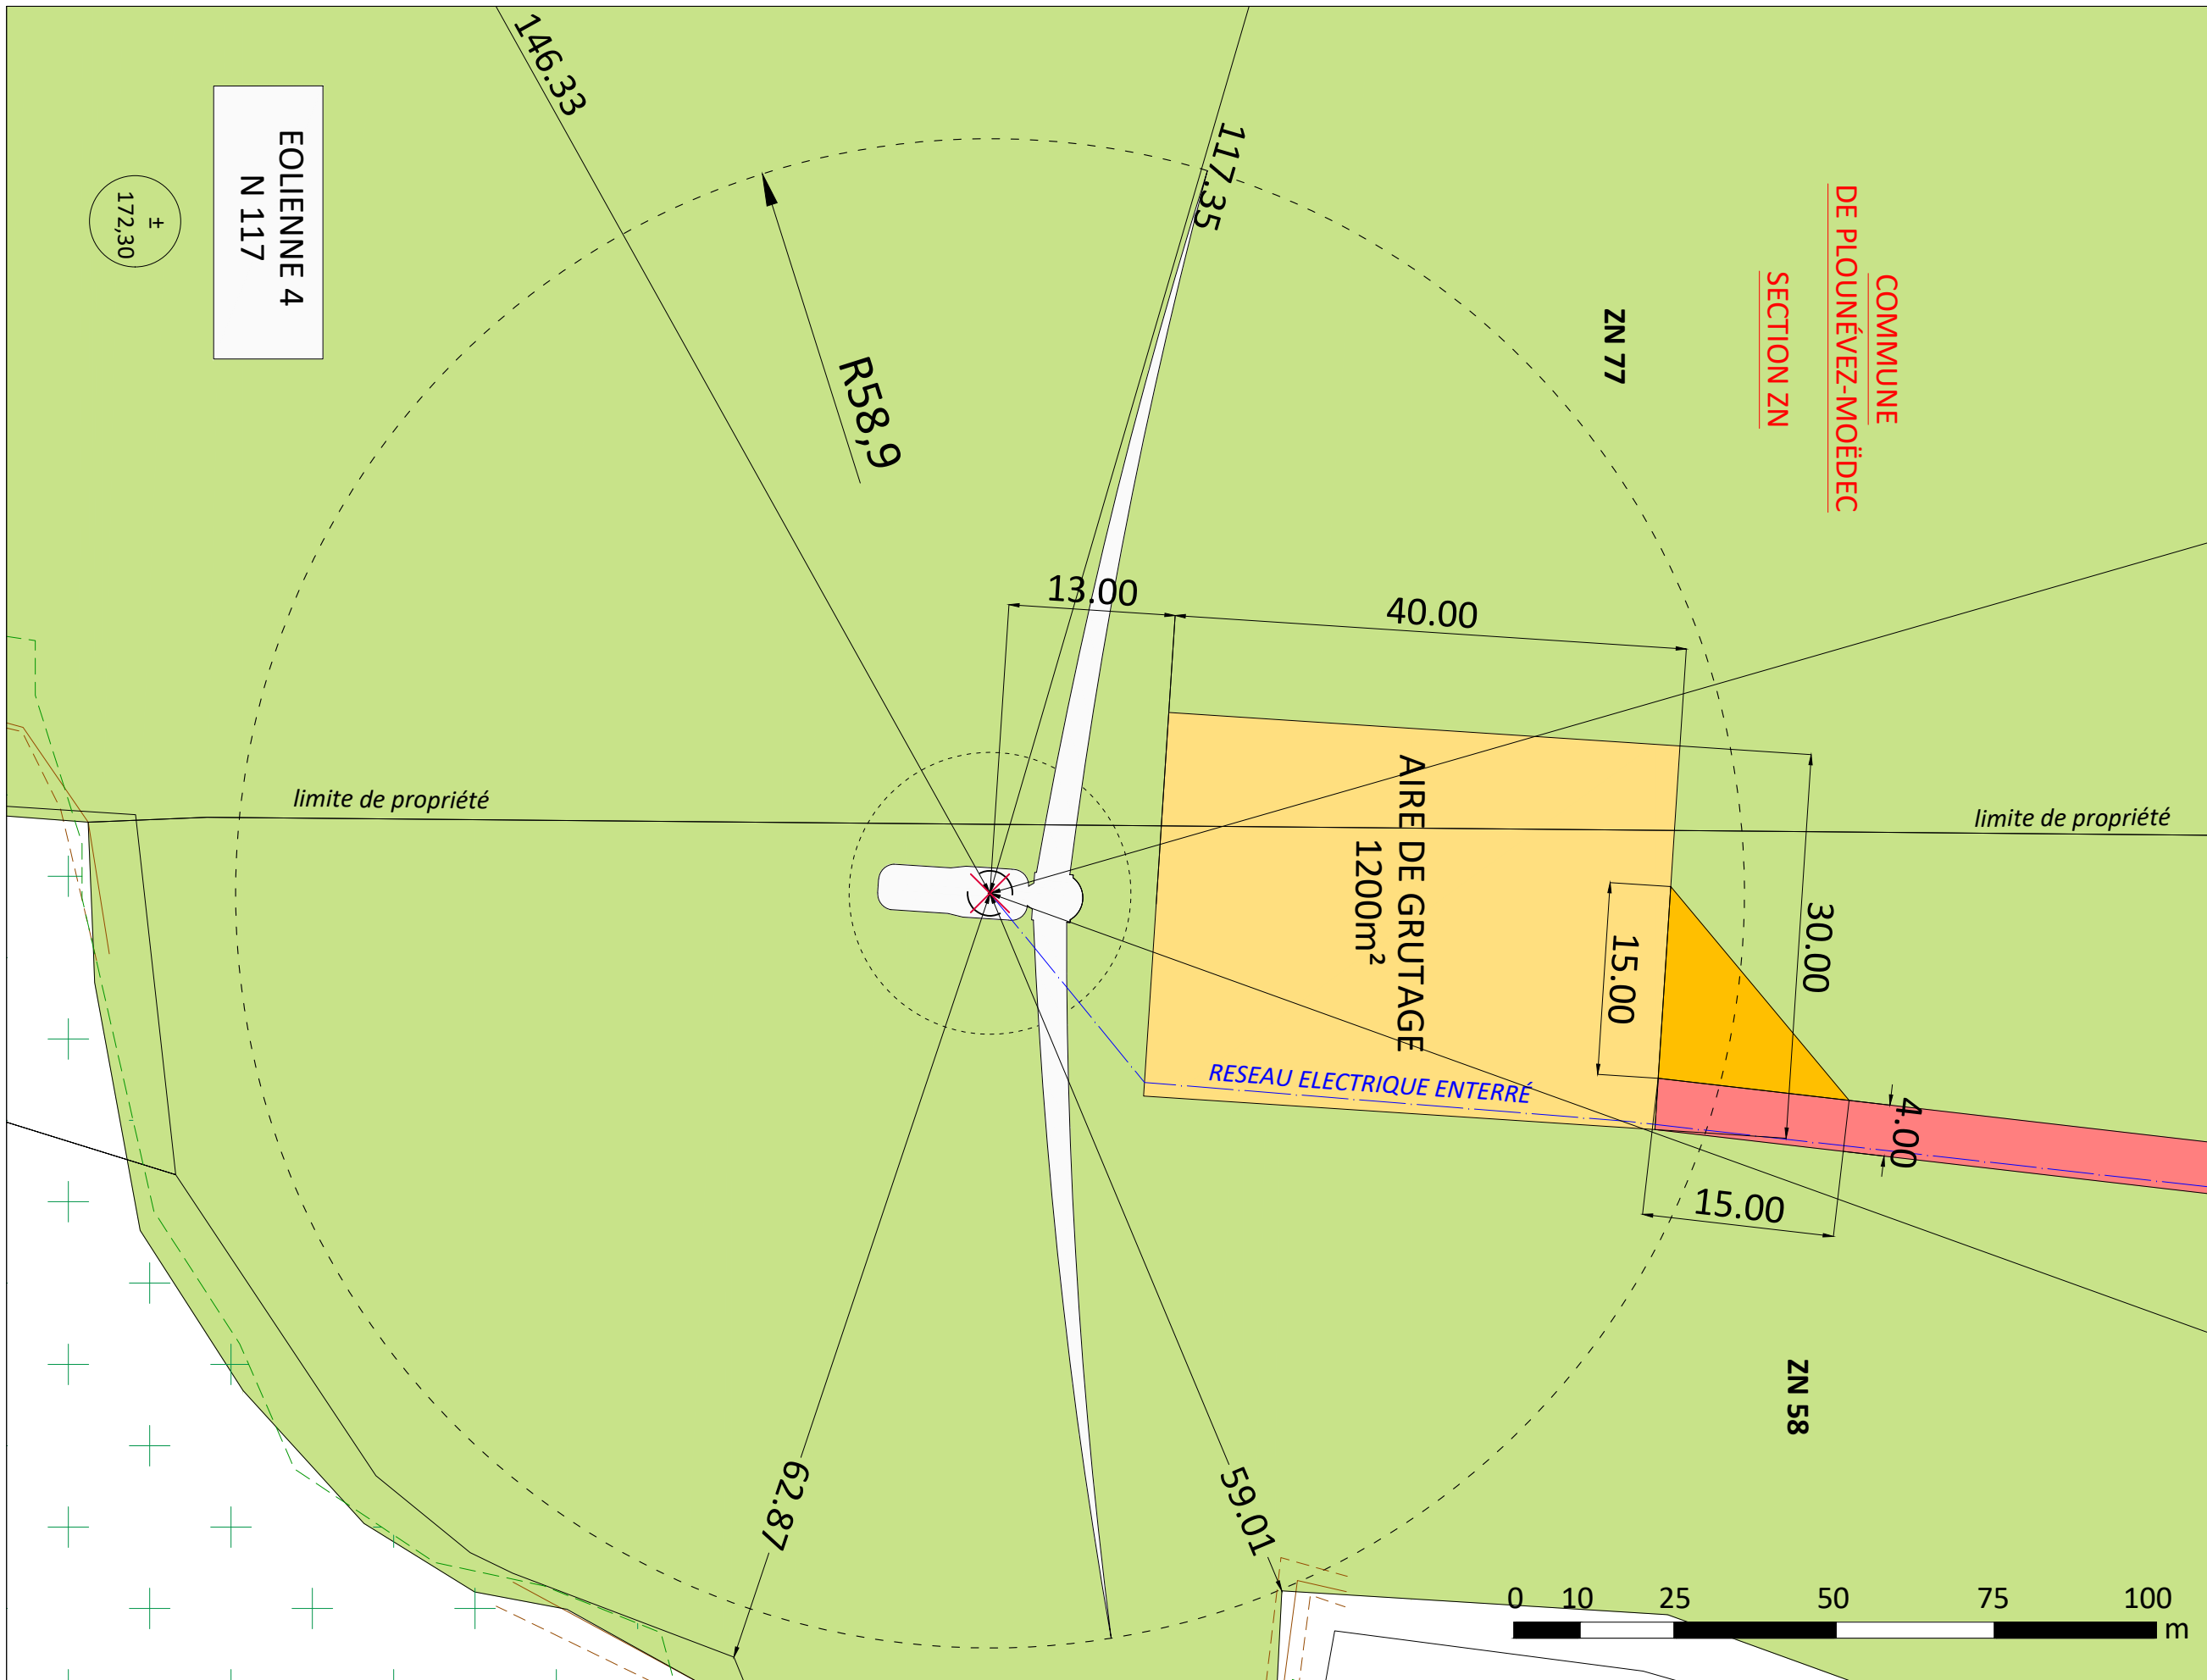 146.33
117.35
EOLIENNE 4
N 117
±
172,30
R58,9
COMMUNE
DE PLOUNÉVEZ-MOËDEC
SECTION ZN
ZN 77
13.00
40.00
limite de propriété
limite de propriété
AIRE DE GRUTAGE
1200m²
15.00
30.00
RESEAU ELECTRIQUE ENTERRÉ
4.00
15.00
ZN 58
62.87
59.01
0 10 25 50 75 100
m